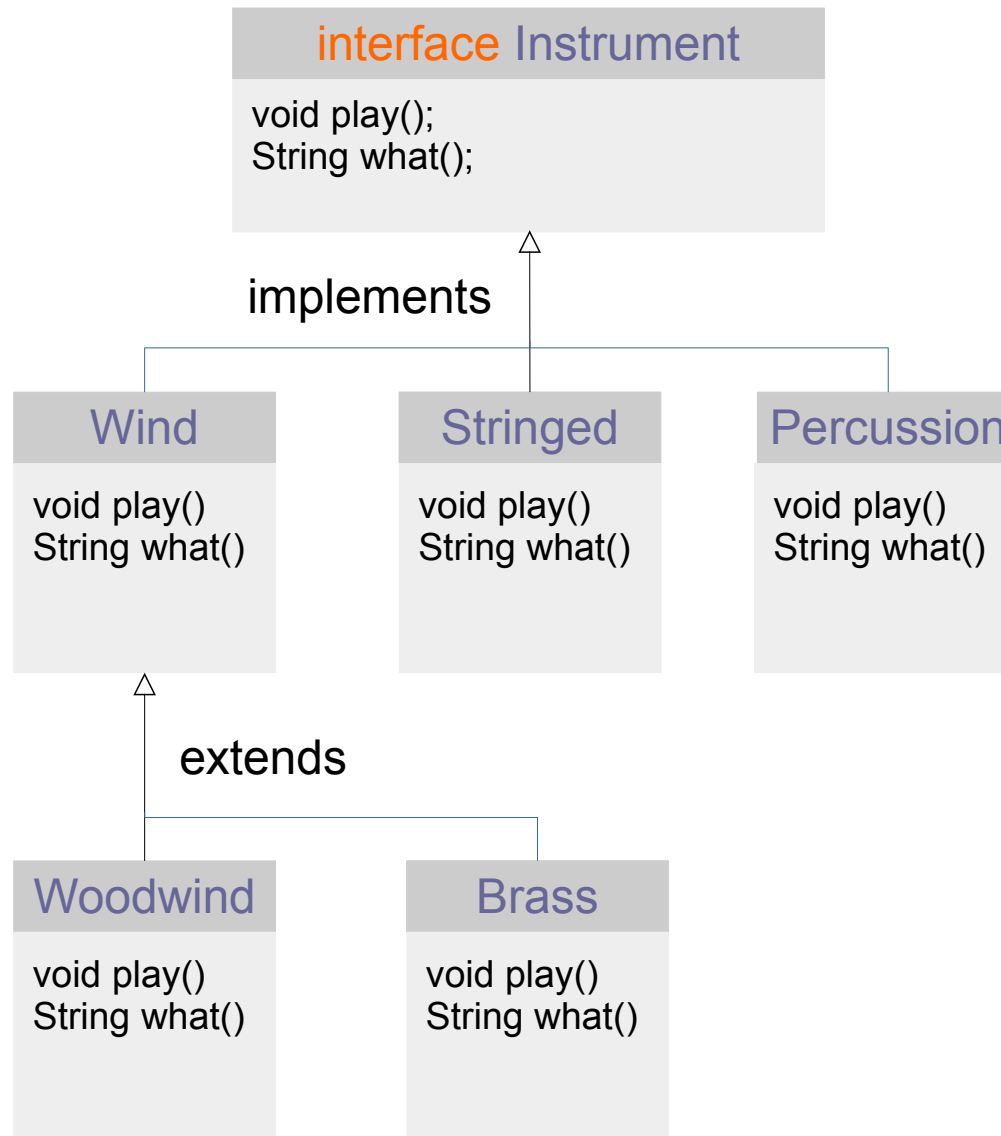 interface Instrument
void play();
String what();
implements
Wind
void play()
String what()
Stringed
void play()
String what()
Percussion
void play()
String what()
extends
Woodwind
void play()
String what()
Brass
void play()
String what()